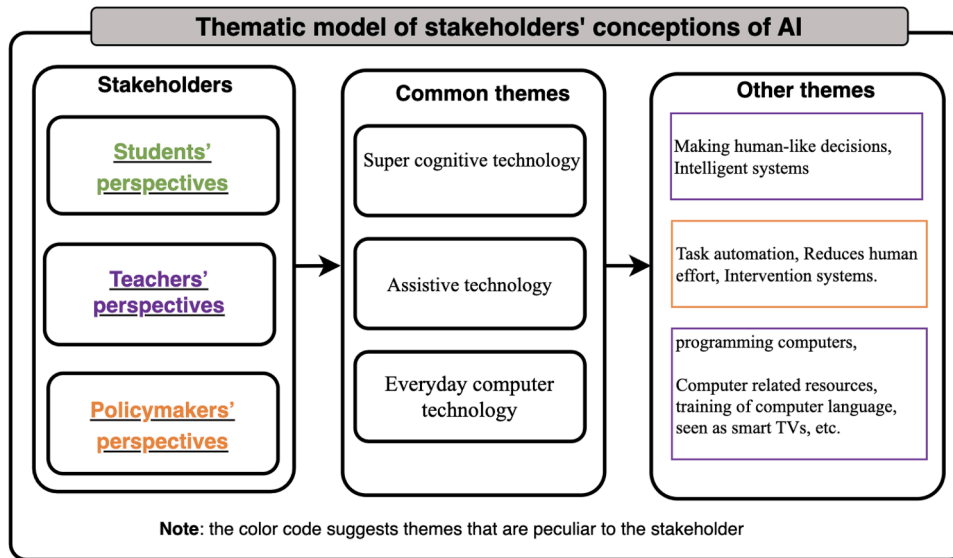 Thematic model of stakeholders' conceptions of AI
Stakeholders
Students'
perspectives
Teachers'
perspectives
Policymakers'
perspectives
Common themes
Super cognitive technology
Assistive technology
Everyday computer
technology
Other themes
Making human-like decisions,
Intelligent systems
Task automation, Reduces human
effort, Intervention systems.
programming computers,
Computer related resources,
training of computer language,
seen as smart TVs, etc.
Note: the color code suggests themes that are peculiar to the stakeholder